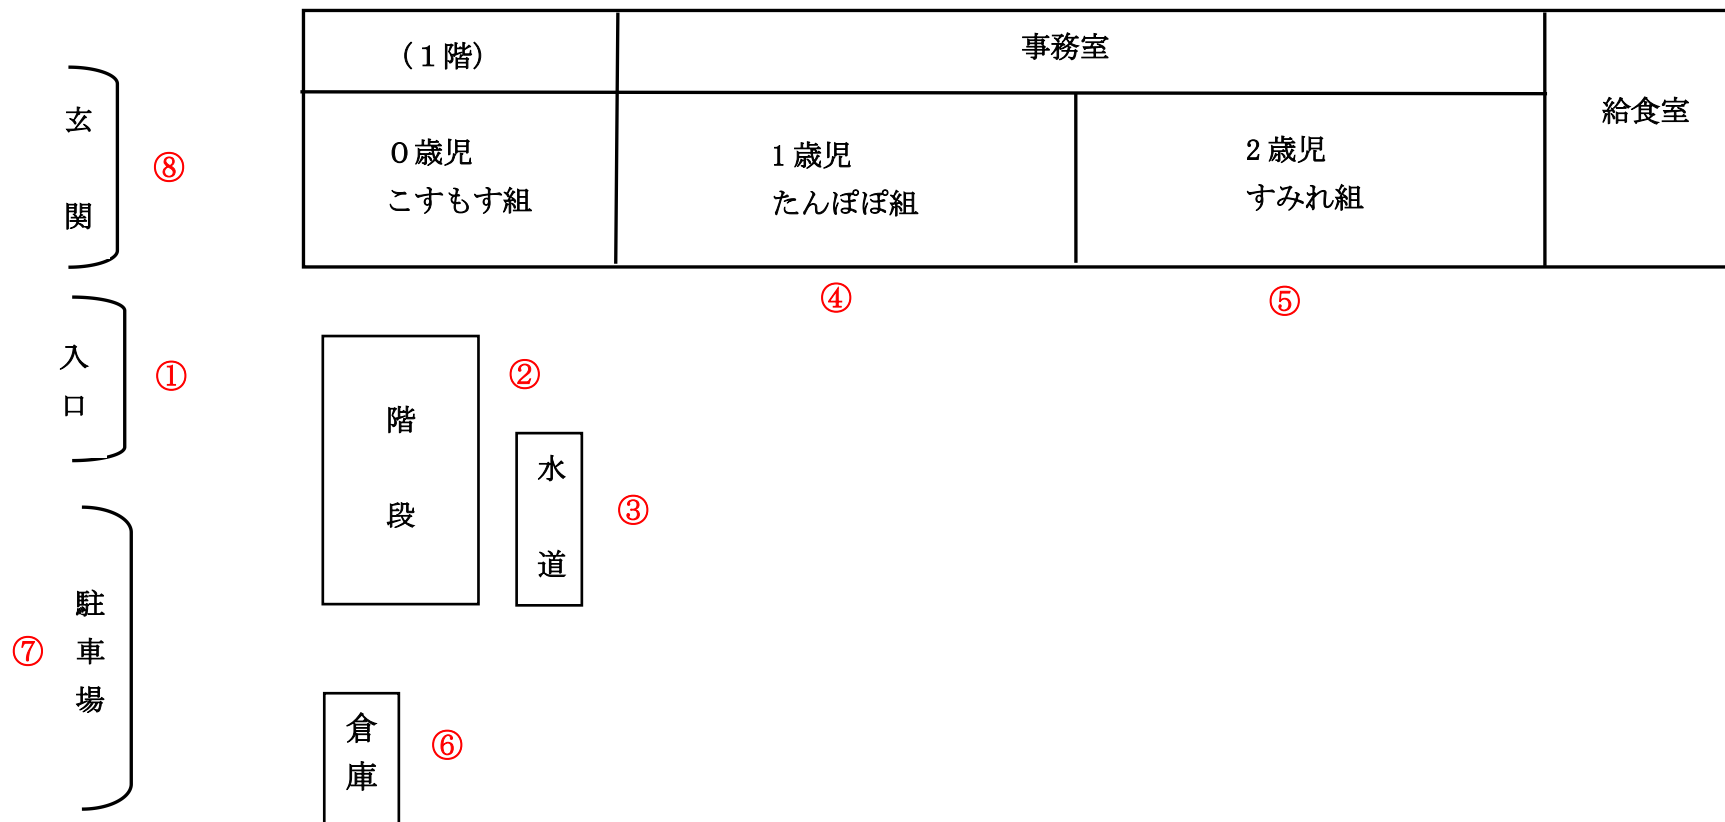 （１階）
事務室
給食室
０歳児
こすもす組
１歳児
たんぽぽ組
２歳児
すみれ組
玄関
⑧
④
⑤
入口
①
階段
②
水道
③
駐車場
⑦
倉庫
⑥